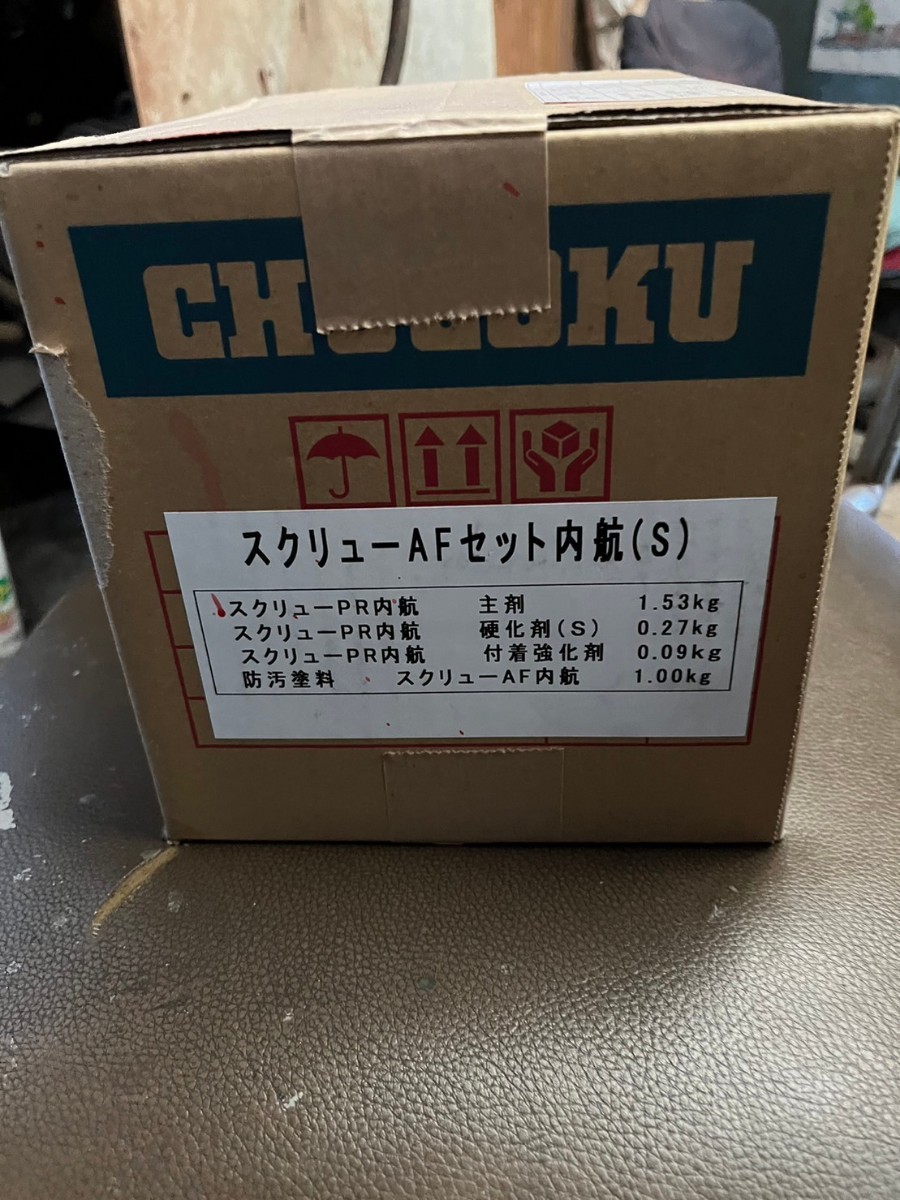 スクリューAFセット内航(S)
スクリューPR内航 主剤 1.53kg
スクリューPR内航 硬化剤(S) 0.27kg
スクリューPR内航 付着強化剤 0.09kg
防汚塗料 スクリューAF内航 1.00kg